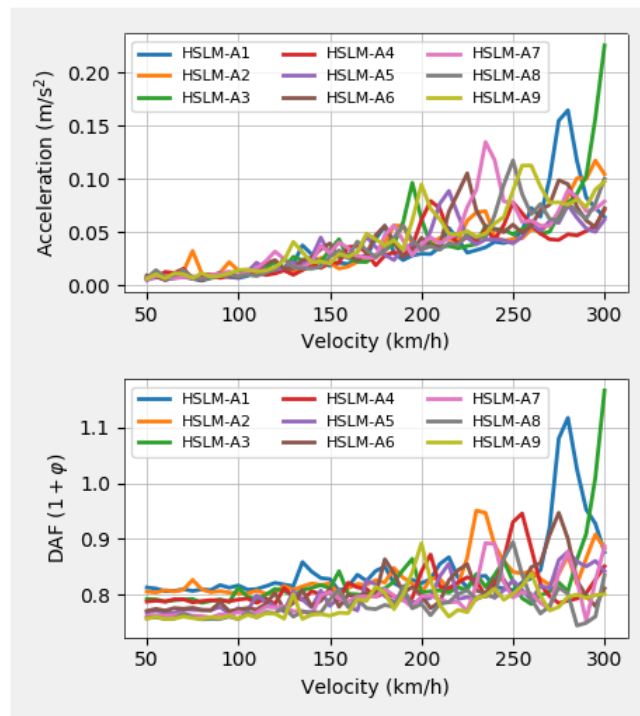 HSLM-A1 HSLM-A4 HSLM-A7
HSLM-A2 HSLM-A5 HSLM-A8
HSLM-A3 HSLM-A6 HSLM-A9
0.20
0.15
0.10
0.05
0.00
Acceleration (m/s²)
50 100 150 200 250 300
Velocity (km/h)
HSLM-A1 HSLM-A4 HSLM-A7
HSLM-A2 HSLM-A5 HSLM-A8
HSLM-A3 HSLM-A6 HSLM-A9
1.1
1.0
0.9
0.8
DAF (1 + φ)
50 100 150 200 250 300
Velocity (km/h)